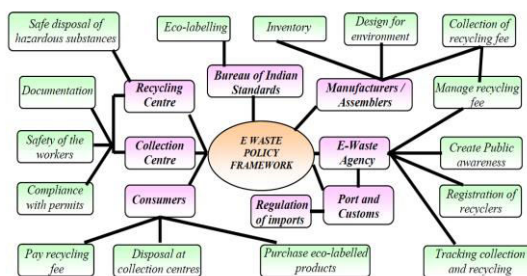 Safe disposal of
hazardous substances
Eco-labelling
Inventory
Design for
environment
Collection of
recycling fee
Documentation
Recycling
Centre
Bureau of Indian
Standards
Manufacturers /
Assemblers
Manage recycling
fee
Safety of the
workers
Collection
Centre
E WASTE
POLICY
FRAMEWORK
E-Waste
Agency
Create Public
awareness
Compliance
with permits
Consumers
Regulation
of imports
Port and
Customs
Registration of
recyclers
Pay recycling
fee
Disposal at
collection centres
Purchase eco-labelled
products
Tracking collection
and recycling